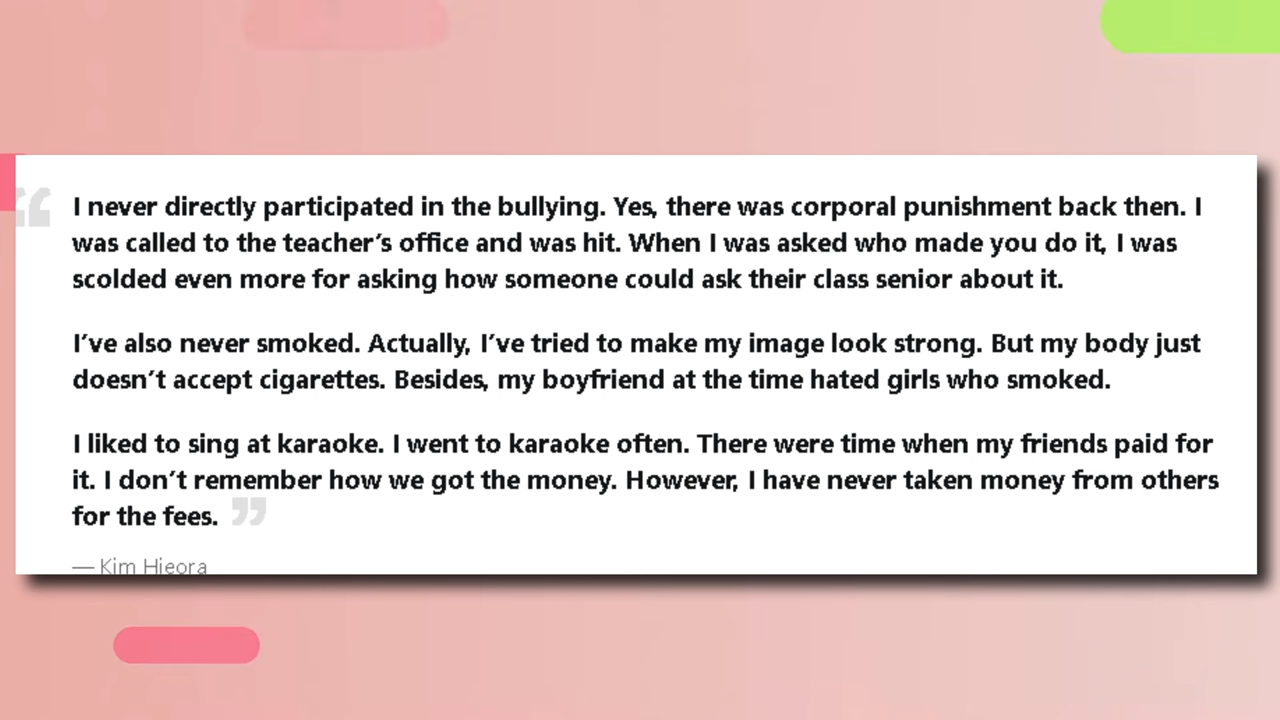 “
I never directly participated in the bullying. Yes, there was corporal punishment back then. I
was called to the teacher’s office and was hit. When I was asked who made you do it, I was
scolded even more for asking how someone could ask their class senior about it.
I’ve also never smoked. Actually, I’ve tried to make my image look strong. But my body just
doesn’t accept cigarettes. Besides, my boyfriend at the time hated girls who smoked.
I liked to sing at karaoke. I went to karaoke often. There were time when my friends paid for
it. I don’t remember how we got the money. However, I have never taken money from others
for the fees. ”
— Kim Hieora